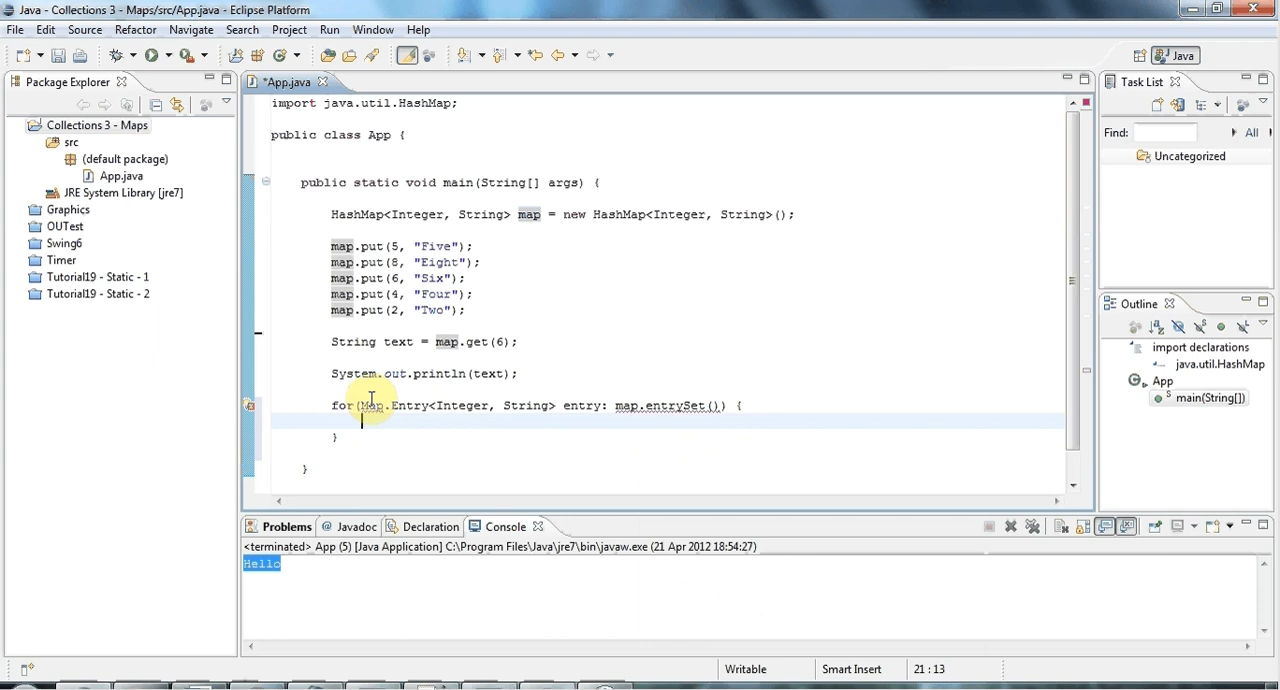 Java - Collections 3 - Maps/src/App.java - Eclipse Platform
File Edit Source Refactor Navigate Search Project Run Window Help
Java
Package Explorer
Collections 3 - Maps
src
(default package)
App.java
JRE System Library [jre7]
Graphics
OUTest
Swing6
Timer
Tutorial19 - Static - 1
Tutorial19 - Static - 2
*App.java
import java.util.HashMap;
public class App {
public static void main(String[] args) {
HashMap<Integer, String> map = new HashMap<Integer, String>();
map.put(5, "Five");
map.put(8, "Eight");
map.put(6, "Six");
map.put(4, "Four");
map.put(2, "Two");
String text = map.get(6);
System.out.println(text);
for(Map.Entry<Integer, String> entry: map.entrySet()) {
}
}
Task List
Find: All
Uncategorized
Outline
import declarations
java.util.HashMap
App
main(String[])
Problems @ Javadoc Declaration Console
<terminated> App (5) [Java Application] C:\Program Files\Java\jre7\bin\javaw.exe (21 Apr 2012 18:54:27)
Hello
Writable Smart Insert 21 : 13